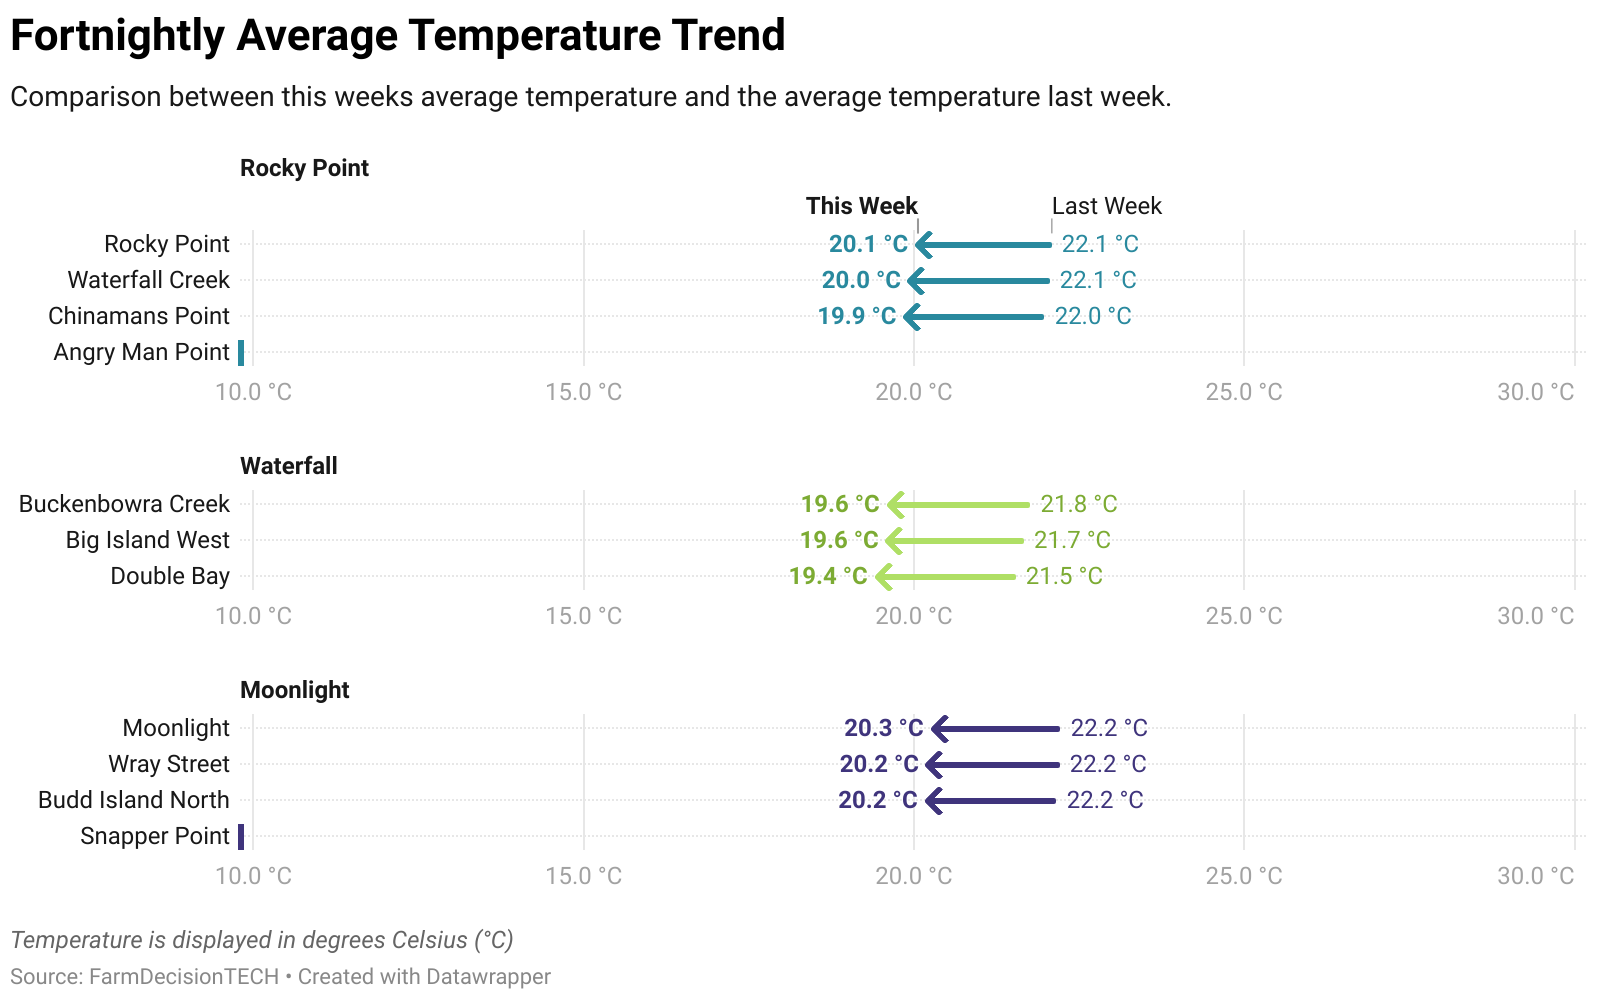 Fortnightly Average Temperature Trend
Comparison between this weeks average temperature and the average temperature last week.
Rocky Point
This Week Last Week
Rocky Point 20.1 °C 22.1 °C
Waterfall Creek 20.0 °C 22.1 °C
Chinamans Point 19.9 °C 22.0 °C
Angry Man Point
10.0 °C 15.0 °C 20.0 °C 25.0 °C 30.0 °C
Waterfall
Buckenbowra Creek 19.6 °C 21.8 °C
Big Island West 19.6 °C 21.7 °C
Double Bay 19.4 °C 21.5 °C
10.0 °C 15.0 °C 20.0 °C 25.0 °C 30.0 °C
Moonlight
Moonlight 20.3 °C 22.2 °C
Wray Street 20.2 °C 22.2 °C
Budd Island North 20.2 °C 22.2 °C
Snapper Point
10.0 °C 15.0 °C 20.0 °C 25.0 °C 30.0 °C
Temperature is displayed in degrees Celsius (°C)
Source: FarmDecisionTECH • Created with Datawrapper